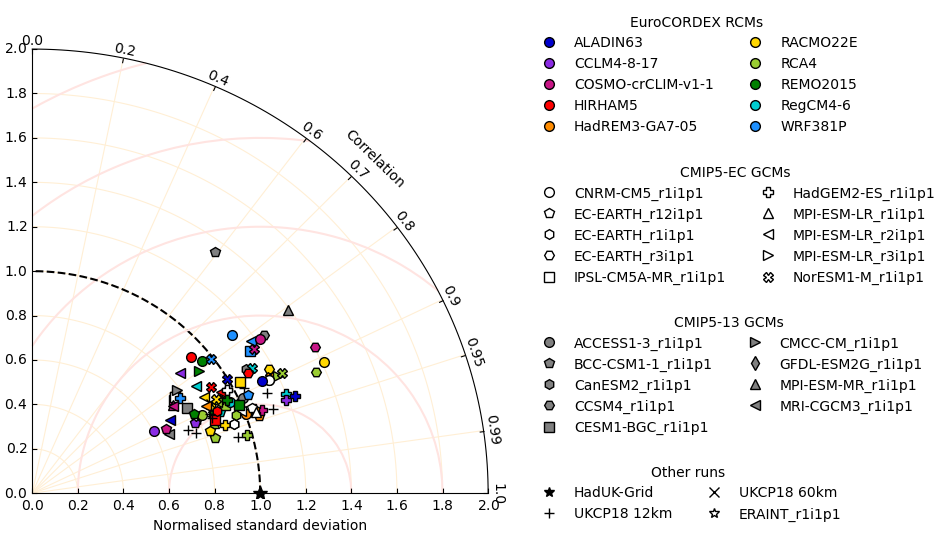 EuroCORDEX RCMs
ALADIN63
RACMO22E
CCLM4-8-17
RCA4
COSMO-crCLIM-v1-1
REMO2015
HIRHAM5
RegCM4-6
HadREM3-GA7-05
WRF381P
CMIP5-EC GCMs
CNRM-CM5_r1i1p1
HadGEM2-ES_r1i1p1
EC-EARTH_r12i1p1
MPI-ESM-LR_r1i1p1
EC-EARTH_r1i1p1
MPI-ESM-LR_r2i1p1
EC-EARTH_r3i1p1
MPI-ESM-LR_r3i1p1
IPSL-CM5A-MR_r1i1p1
NorESM1-M_r1i1p1
CMIP5-13 GCMs
ACCESS1-3_r1i1p1
CMCC-CM_r1i1p1
BCC-CSM1-1_r1i1p1
GFDL-ESM2G_r1i1p1
CanESM2_r1i1p1
MPI-ESM-MR_r1i1p1
CCSM4_r1i1p1
MRI-CGCM3_r1i1p1
CESM1-BGC_r1i1p1
Other runs
HadUK-Grid
UKCP18 60km
UKCP18 12km
ERAINT_r1i1p1
0.0
0.2
0.4
0.6
0.7
0.8
0.9
0.95
0.99
1.0
Correlation
2.0
1.8
1.6
1.4
1.2
1.0
0.8
0.6
0.4
0.2
0.0
0.0
0.2
0.4
0.6
0.8
1.0
1.2
1.4
1.6
1.8
2.0
Normalised standard deviation